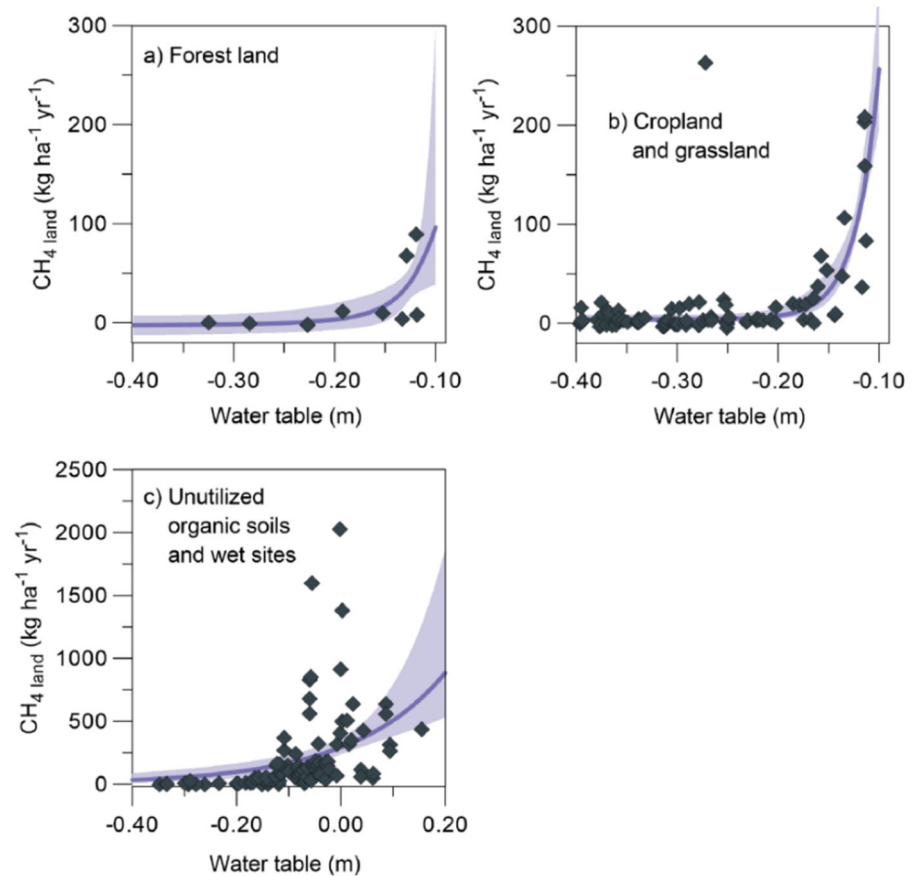 300
a) Forest land
200
100
0
CH4 land (kg ha-1 yr-1)
-0.40 -0.30 -0.20 -0.10
Water table (m)
300
b) Cropland
and grassland
200
100
0
CH4 land (kg ha-1 yr-1)
-0.40 -0.30 -0.20 -0.10
Water table (m)
2500
c) Unutilized
organic soils
and wet sites
2000
1500
1000
500
0
CH4 land (kg ha-1 yr-1)
-0.40 -0.20 0.00 0.20
Water table (m)